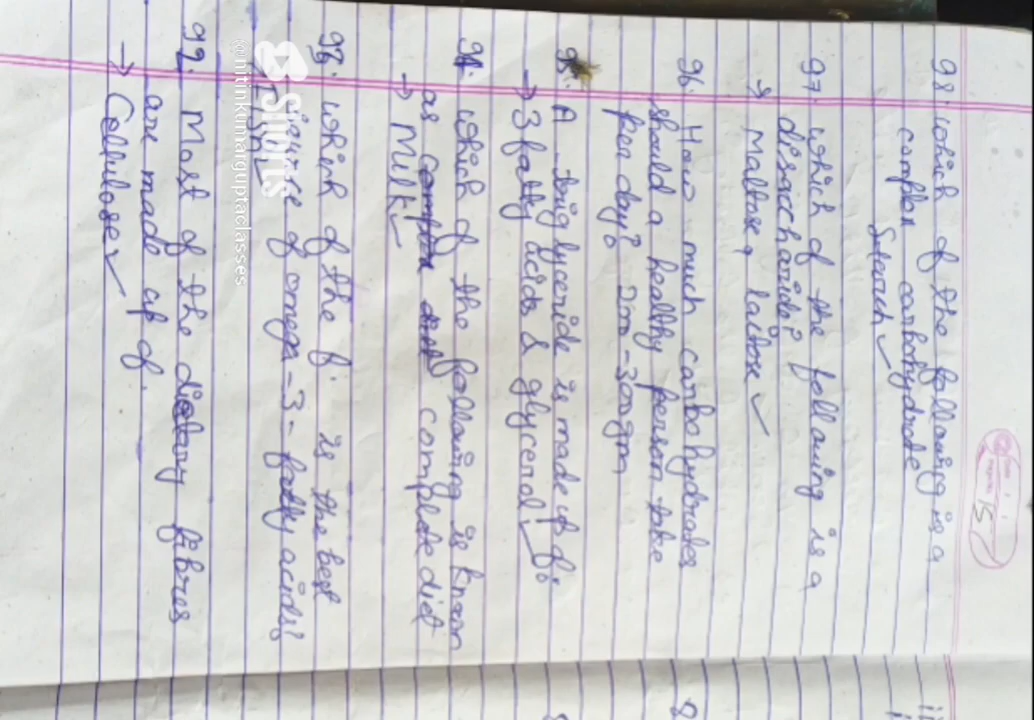 15
98. which of the following is a
complex carbohydrate
Starch ✓
97. which of the following is a
dissaccharide?
→ Maltose, lactose ✓
96. How much carbohydrates
should a healthy person take
per day? 200-300gm
95. A triglyceride is made of of:
→ 3 fatty acids & glycerol ✓
94. which of the following is known
as complete diet
→ Milk ✓
93. which of the f. is the best
source of omega-3-fatty acids?
92. Most of the dietary fibres
are made up of.
→ Cellulose ✓
Shorts
@nitinkumarguptaclasses
8